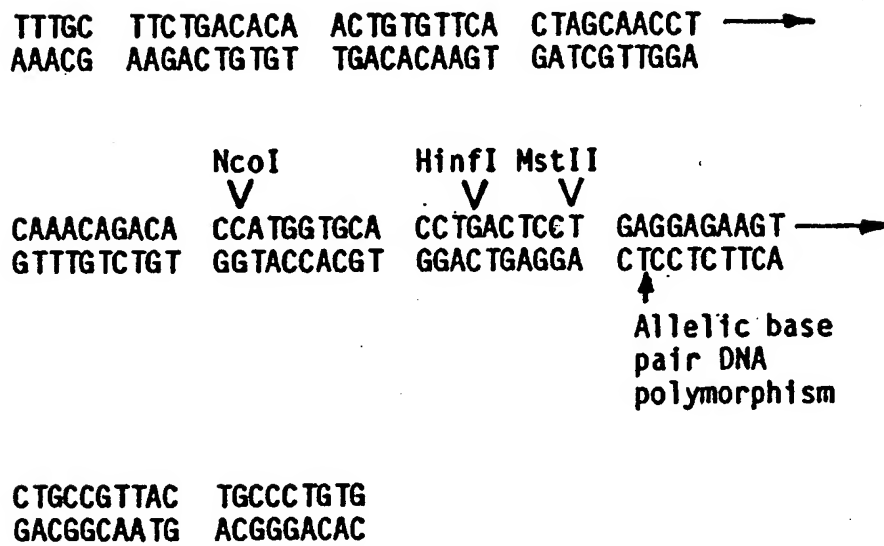 TTTGC TTCTGACACA ACTGTGTTCA CTAGCAACCT
AAACG AAGACTGTGT TGACACAAGT GATCGTTGGA
NcoI HinfI MstII
CAAACAGACA CCATGGTGCA CCTGACTCCT GAGGAGAAGT
GTTTGTCTGT GGTACCACGT GGACTGAGGA CTCCTCTTCA
Allelic base
pair DNA
polymorphism
CTGCCGTTAC TGCCCTGTG
GACGGCAATG ACGGGACAC